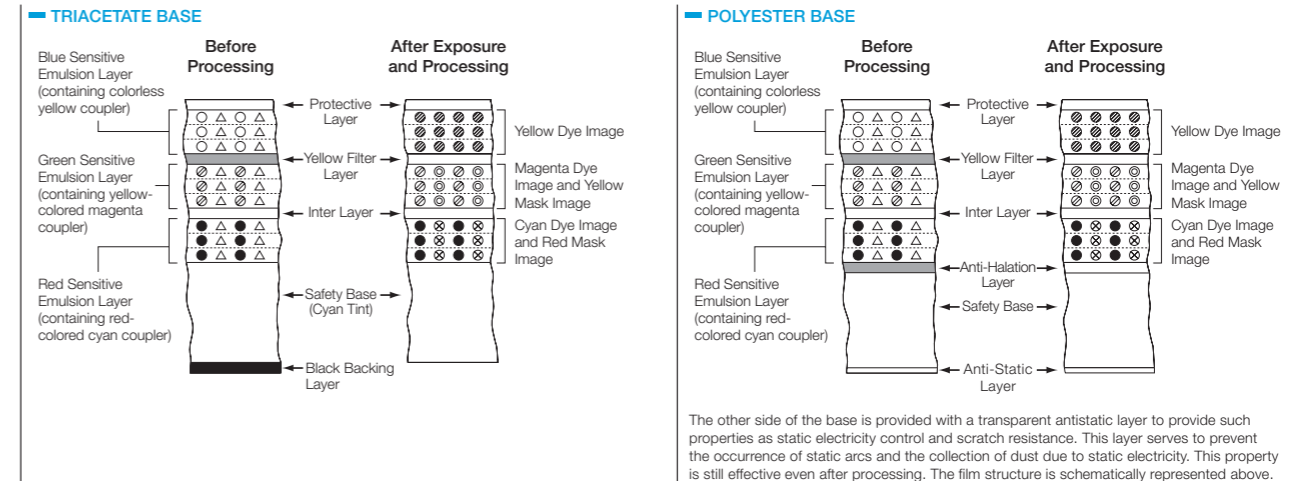 TRIACETATE BASE
Before
Processing
After Exposure
and Processing
Blue Sensitive
Emulsion Layer
(containing colorless
yellow coupler)
Green Sensitive
Emulsion Layer
(containing yellow-
colored magenta
coupler)
Red Sensitive
Emulsion Layer
(containing red-
colored cyan coupler)
Protective
Layer
Yellow Filter
Layer
Inter Layer
Safety Base
(Cyan Tint)
Black Backing
Layer
Yellow Dye Image
Magenta Dye
Image and Yellow
Mask Image
Cyan Dye Image
and Red Mask
Image
POLYESTER BASE
Before
Processing
After Exposure
and Processing
Blue Sensitive
Emulsion Layer
(containing colorless
yellow coupler)
Green Sensitive
Emulsion Layer
(containing yellow-
colored magenta
coupler)
Red Sensitive
Emulsion Layer
(containing red-
colored cyan coupler)
Protective
Layer
Yellow Filter
Layer
Inter Layer
Anti-Halation
Layer
Safety Base
Anti-Static
Layer
Yellow Dye Image
Magenta Dye
Image and Yellow
Mask Image
Cyan Dye Image
and Red Mask
Image
The other side of the base is provided with a transparent antistatic layer to provide such
properties as static electricity control and scratch resistance. This layer serves to prevent
the occurrence of static arcs and the collection of dust due to static electricity. This property
is still effective even after processing. The film structure is schematically represented above.